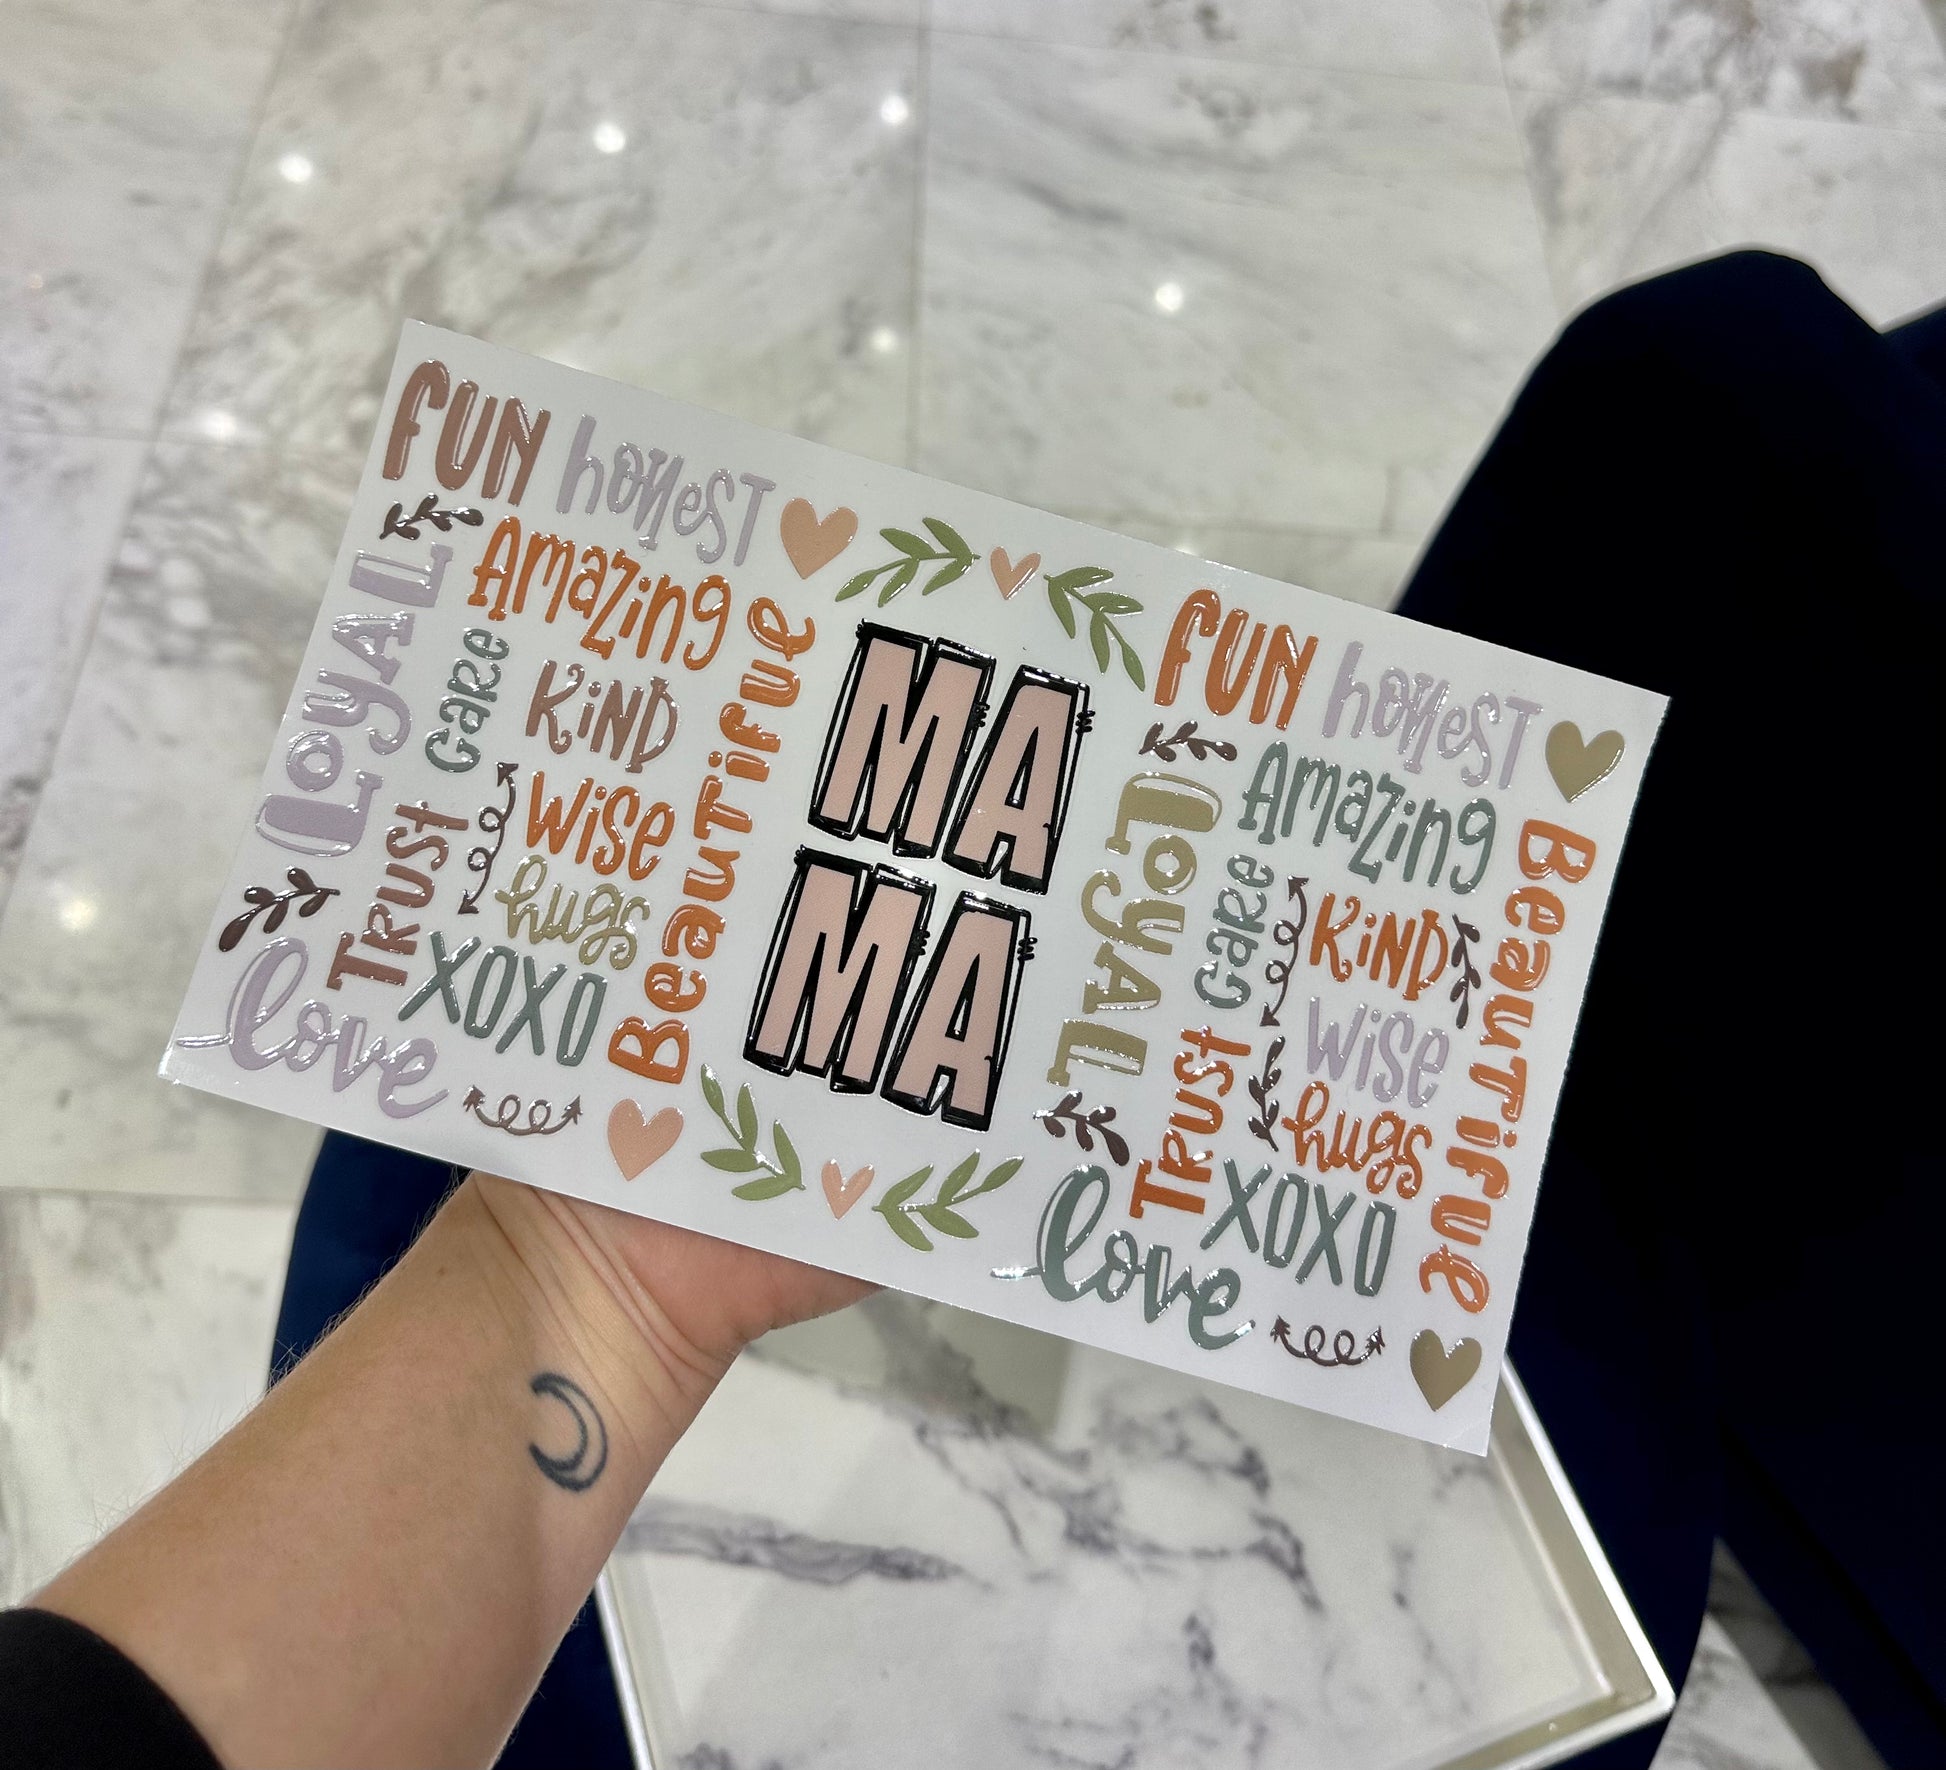 FUN honest
Amazing
LOYAL
care
KiND
Beautiful
Trust
wise
hugs
love
XOXO
MA
MA
FUN honest
Amazing
LOYAL
care
KiND
Beautiful
Trust
wise
hugs
love
XOXO